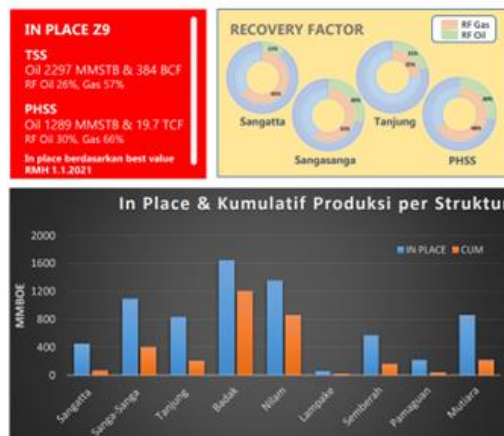 IN PLACE Z9
TSS
Oil 2297 MMSTB & 384 BCF
RF Oil 26%, Gas 57%
PHSS
Oil 1289 MMSTB & 19.7 TCF
RF Oil 30%, Gas 66%
In place berdasarkan best value
RMH 1.1.2021
RECOVERY FACTOR
RF Gas
RF Oil
Sangatta
Sangasanga
Tanjung
PHSS
In Place & Kumulatif Produksi per Struktur
IN PLACE
CUM
MMBOE
2000
1600
1200
800
400
0
Sangatta
Sanga-Sanga
Tanjung
Badak
Nilam
Lampake
Semberah
Pamaguan
Mutiara